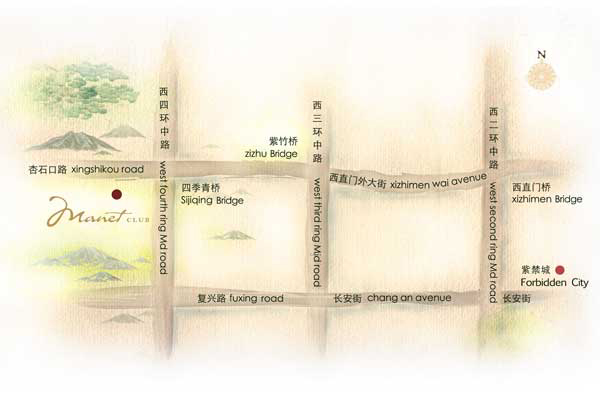 N
西四环中路
西三环中路
西二环中路
紫竹桥
zizhu Bridge
杏石口路 xingshikou road
西直门外大街 xizhimen wai avenue
四季青桥
Sijiqing Bridge
西直门桥
xizhimen Bridge
west fourth ring Md road
west third ring Md road
west second ring Md road
Manet CLUB
紫禁城
Forbidden City
复兴路 fuxing road
长安街 chang an avenue
长安街